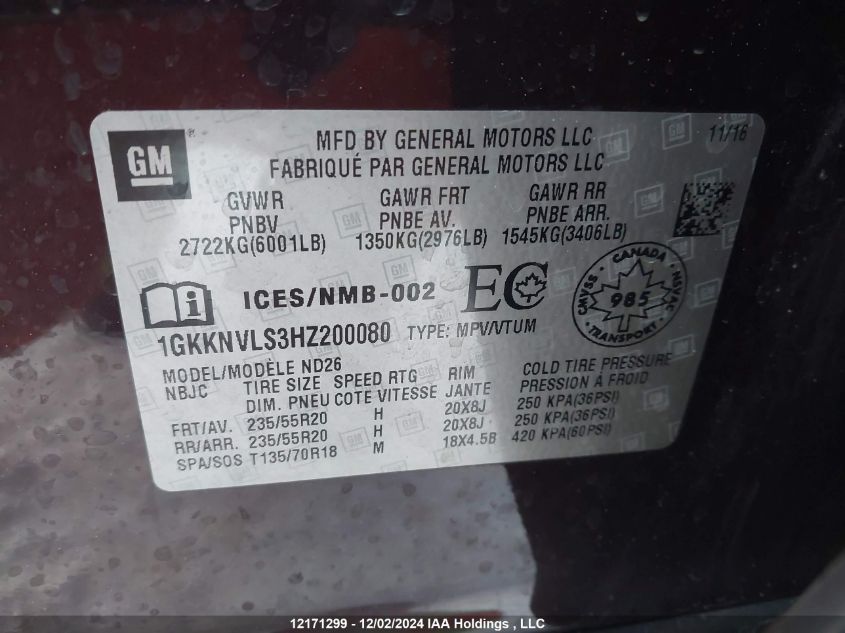 GM
MFD BY GENERAL MOTORS LLC 11/16
FABRIQUÉ PAR GENERAL MOTORS LLC
GVWR GAWR FRT GAWR RR
PNBV PNBE AV. PNBE ARR.
2722KG(6001LB) 1350KG(2976LB) 1545KG(3406LB)
i ICES/NMB-002 EC
CANADA
CMVSS 985 NSVAC
TRANSPORT
1GKKNVLS3HZ200080 TYPE: MPV/VTUM
MODEL/MODÈLE ND26
NBJC TIRE SIZE SPEED RTG RIM COLD TIRE PRESSURE
DIM. PNEU COTE VITESSE JANTE PRESSION À FROID
FRT/AV. 235/55R20 H 20X8J 250 KPA(36PSI)
RR/ARR. 235/55R20 H 20X8J 250 KPA(36PSI)
SPA/SOS T135/70R18 M 18X4.5B 420 KPA(60PSI)
12171299 - 12/02/2024 IAA Holdings , LLC